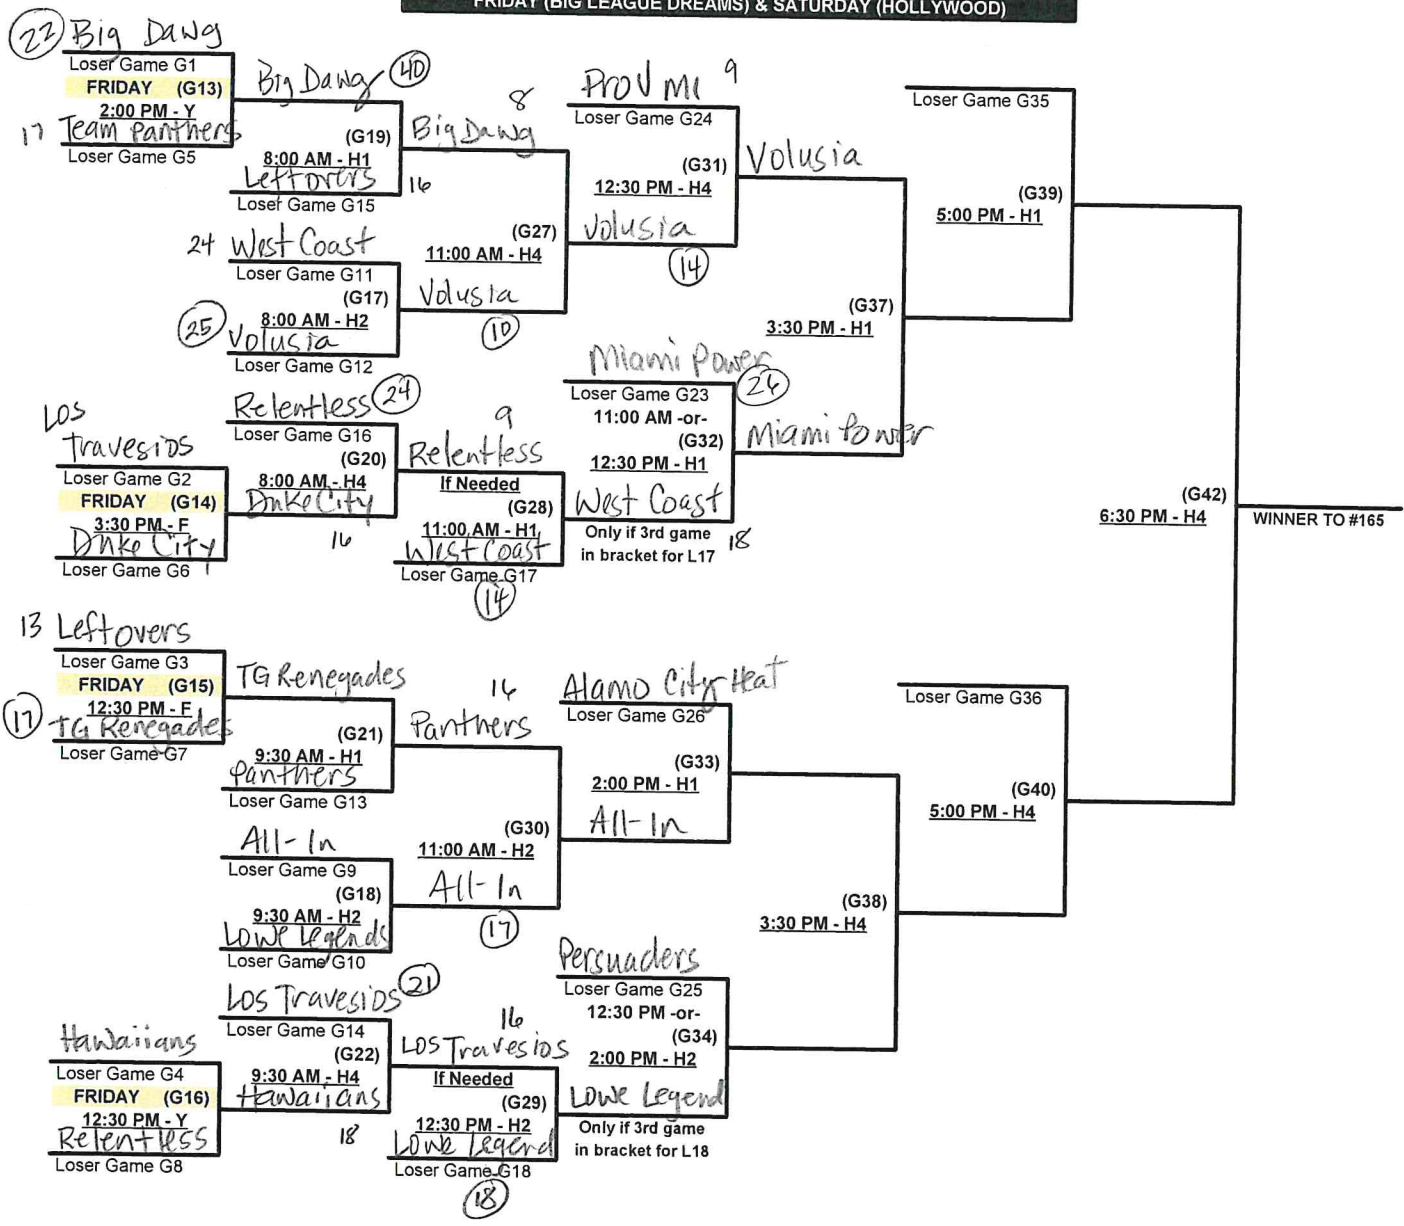 FRIDAY (BIG LEAGUE DREAMS) & SATURDAY (HOLLYWOOD)
22 Big Dawg
Loser Game G1
FRIDAY (G13)
2:00 PM - Y
17 Team Panthers
Loser Game G5
Big Dawg 40
(G19)
8:00 AM - H1
Leftovers 16
Loser Game G15
24 West Coast
Loser Game G11
(G17)
8:00 AM - H2
25 Volusia
Loser Game G12
8
Big Dawg
(G27)
11:00 AM - H4
Volusia
10
Prov MI 9
Loser Game G24
(G31)
12:30 PM - H4
Volusia
14
Volusia
(G37)
3:30 PM - H1
Loser Game G35
(G39)
5:00 PM - H1
Los
Travesios
Loser Game G2
FRIDAY (G14)
3:30 PM - F
Duke City
Loser Game G6
Relentless 24
Loser Game G16
(G20)
8:00 AM - H4
Duke City
16
9
Relentless
If Needed
(G28)
11:00 AM - H1
West Coast
Loser Game G17
14
Miami Power
26
Loser Game G23
11:00 AM -or-
(G32)
12:30 PM - H1
West Coast
18
Only if 3rd game
in bracket for L17
Miami Power
(G42)
6:30 PM - H4
WINNER TO #165
13 Leftovers
Loser Game G3
FRIDAY (G15)
12:30 PM - F
17 TG Renegades
Loser Game G7
TG Renegades
(G21)
9:30 AM - H1
Panthers
Loser Game G13
All-In
Loser Game G9
(G18)
9:30 AM - H2
Lowe Legends
Loser Game G10
16
Panthers
(G30)
11:00 AM - H2
All-In
17
Alamo City Heat
Loser Game G26
(G33)
2:00 PM - H1
All-In
(G38)
3:30 PM - H4
Loser Game G36
(G40)
5:00 PM - H4
Hawaiians
Loser Game G4
FRIDAY (G16)
12:30 PM - Y
Relentless
Loser Game G8
Los Travesios 21
Loser Game G14
(G22)
9:30 AM - H4
Hawaiians
18
16
Los Travesios
If Needed
(G29)
12:30 PM - H2
Lowe Legend
Loser Game G18
18
Persuaders
Loser Game G25
12:30 PM -or-
(G34)
2:00 PM - H2
Lowe Legend
Only if 3rd game
in bracket for L18